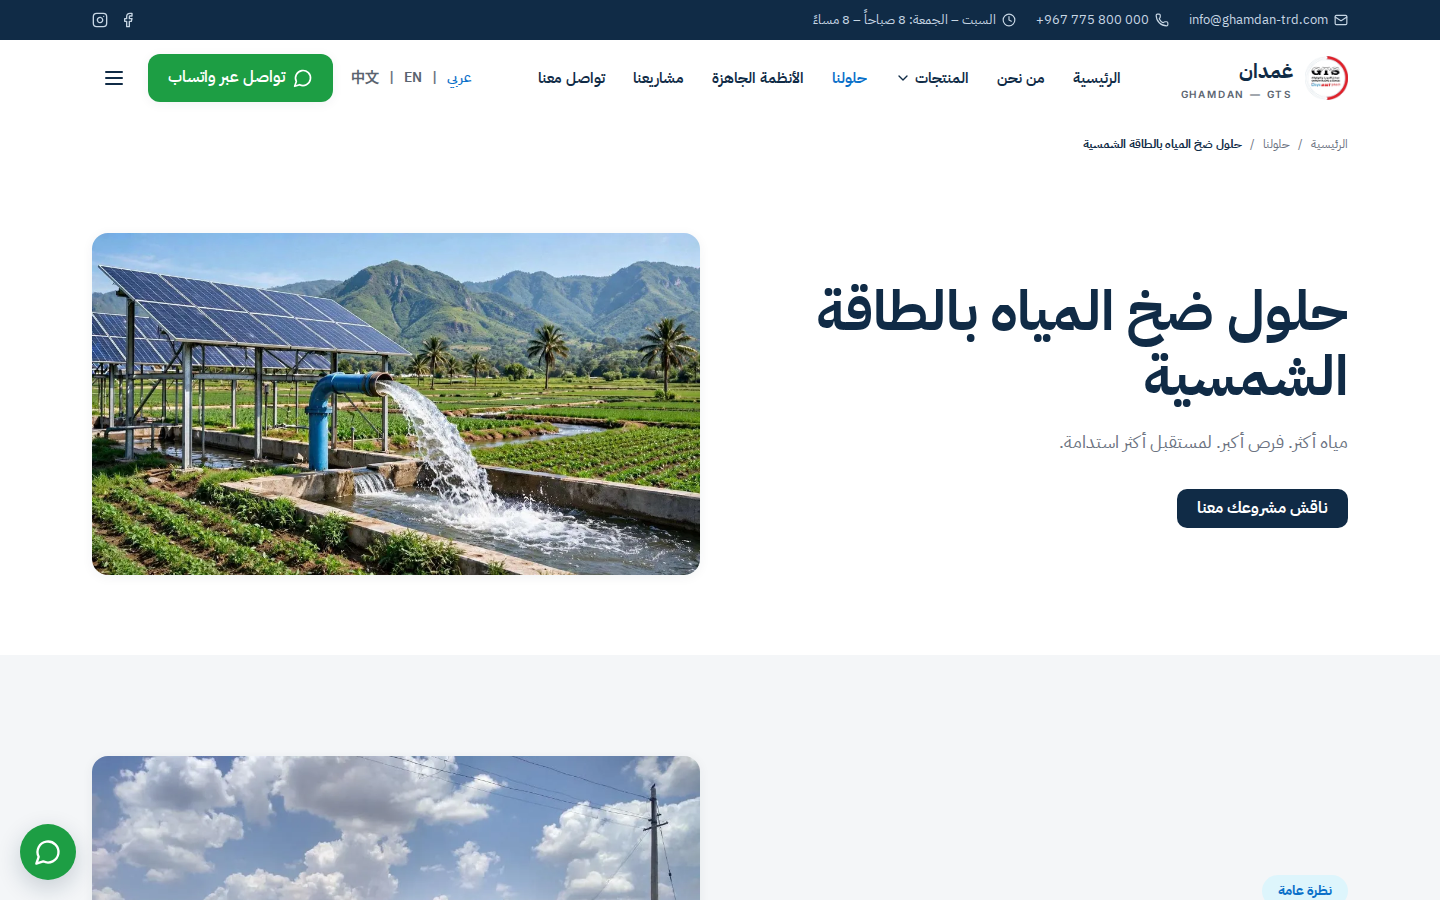 info@ghamdan-trd.com
+967 775 800 000
السبت – الجمعة: 8 صباحاً – 8 مساءً
غمدان
GHAMDAN — GTS
الرئيسية
من نحن
المنتجات
حلولنا
الأنظمة الجاهزة
مشاريعنا
تواصل معنا
عربي | EN | 中文
تواصل عبر واتساب
الرئيسية / حلولنا / حلول ضخ المياه بالطاقة الشمسية
حلول ضخ المياه بالطاقة
الشمسية
مياه أكثر. فرص أكبر. لمستقبل أكثر استدامة.
ناقش مشروعك معنا
نظرة عامة